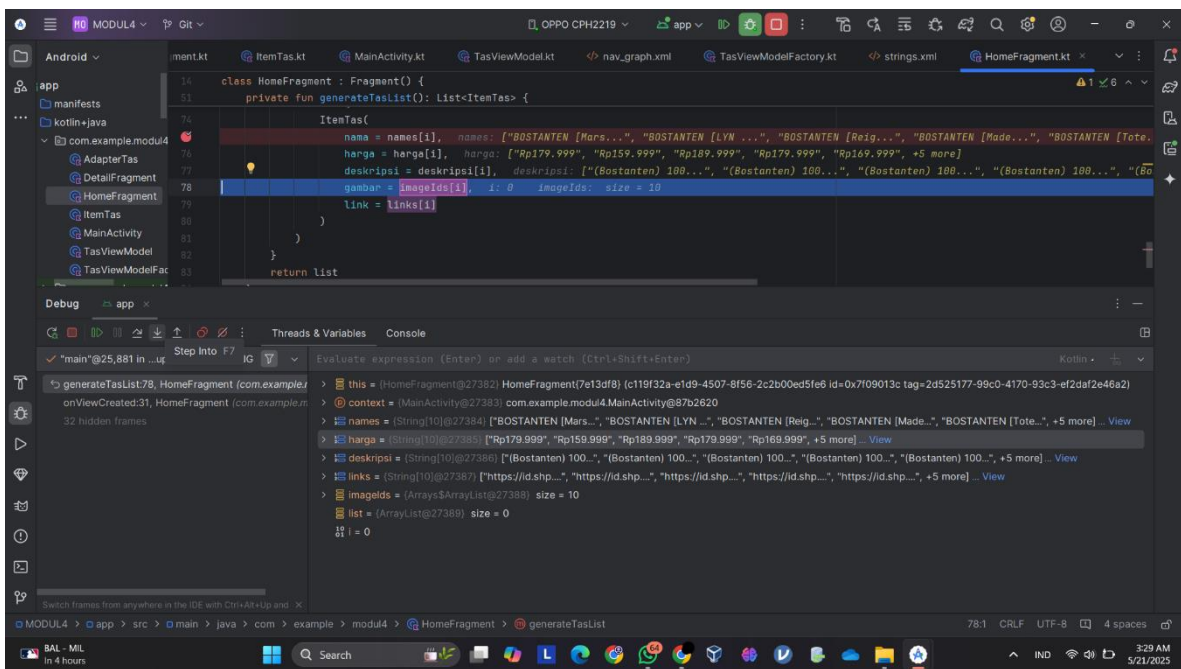 MO MODUL4 Git OPPO CPH2219 app
Android ment.kt ItemTas.kt MainActivity.kt TasViewModel.kt nav_graph.xml TasViewModelFactory.kt strings.xml HomeFragment.kt
app
manifests
kotlin+java
com.example.modul4
AdapterTas
DetailFragment
HomeFragment
ItemTas
MainActivity
TasViewModel
TasViewModelFac
14 class HomeFragment : Fragment() {
51 private fun generateTasList(): List<ItemTas> {
74 ItemTas(
nama = names[i], names: ["BOSTANTEN [Mars...", "BOSTANTEN [LYN ...", "BOSTANTEN [Reig...", "BOSTANTEN [Made...", "BOSTANTEN [Tote.
76 harga = harga[i], harga: ["Rp179.999", "Rp159.999", "Rp189.999", "Rp179.999", "Rp169.999", +5 more]
77 deskripsi = deskripsi[i], deskripsi: ["(Bostanten) 100...", "(Bostanten) 100...", "(Bostanten) 100...", "(Bostanten) 100...", "(Bo
78 gambar = imageIds[i], i: 0 imageIds: size = 10
79 link = links[i]
80 )
81 )
82 }
83 return list
1 6
Debug app
Threads & Variables Console
Step Into F7
"main"@25,881 in ...up IG
Evaluate expression (Enter) or add a watch (Ctrl+Shift+Enter) Kotlin
generateTasList:78, HomeFragment (com.example.r
onViewCreated:31, HomeFragment (com.example.m
32 hidden frames
this = {HomeFragment@27382} HomeFragment{7e13df8} (c119f32a-e1d9-4507-8f56-2c2b00ed5fe6 id=0x7f09013c tag=2d525177-99c0-4170-93c3-ef2daf2e46a2)
context = {MainActivity@27383} com.example.modul4.MainActivity@87b2620
names = {String[10]@27384} ["BOSTANTEN [Mars...", "BOSTANTEN [LYN ...", "BOSTANTEN [Reig...", "BOSTANTEN [Made...", "BOSTANTEN [Tote...", +5 more] ... View
harga = {String[10]@27385} ["Rp179.999", "Rp159.999", "Rp189.999", "Rp179.999", "Rp169.999", +5 more] ... View
deskripsi = {String[10]@27386} ["(Bostanten) 100...", "(Bostanten) 100...", "(Bostanten) 100...", "(Bostanten) 100...", "(Bostanten) 100...", +5 more] ... View
links = {String[10]@27387} ["https://id.shp....", "https://id.shp....", "https://id.shp....", "https://id.shp....", "https://id.shp....", +5 more] ... View
imageIds = {Arrays$ArrayList@27388} size = 10
list = {ArrayList@27389} size = 0
i = 0
Switch frames from anywhere in the IDE with Ctrl+Alt+Up and
MODUL4 > app > src > main > java > com > example > modul4 > HomeFragment > generateTasList 78:1 CRLF UTF-8 4 spaces
BAL - MIL
In 4 hours
Search
64
IND
3:29 AM
5/21/2025